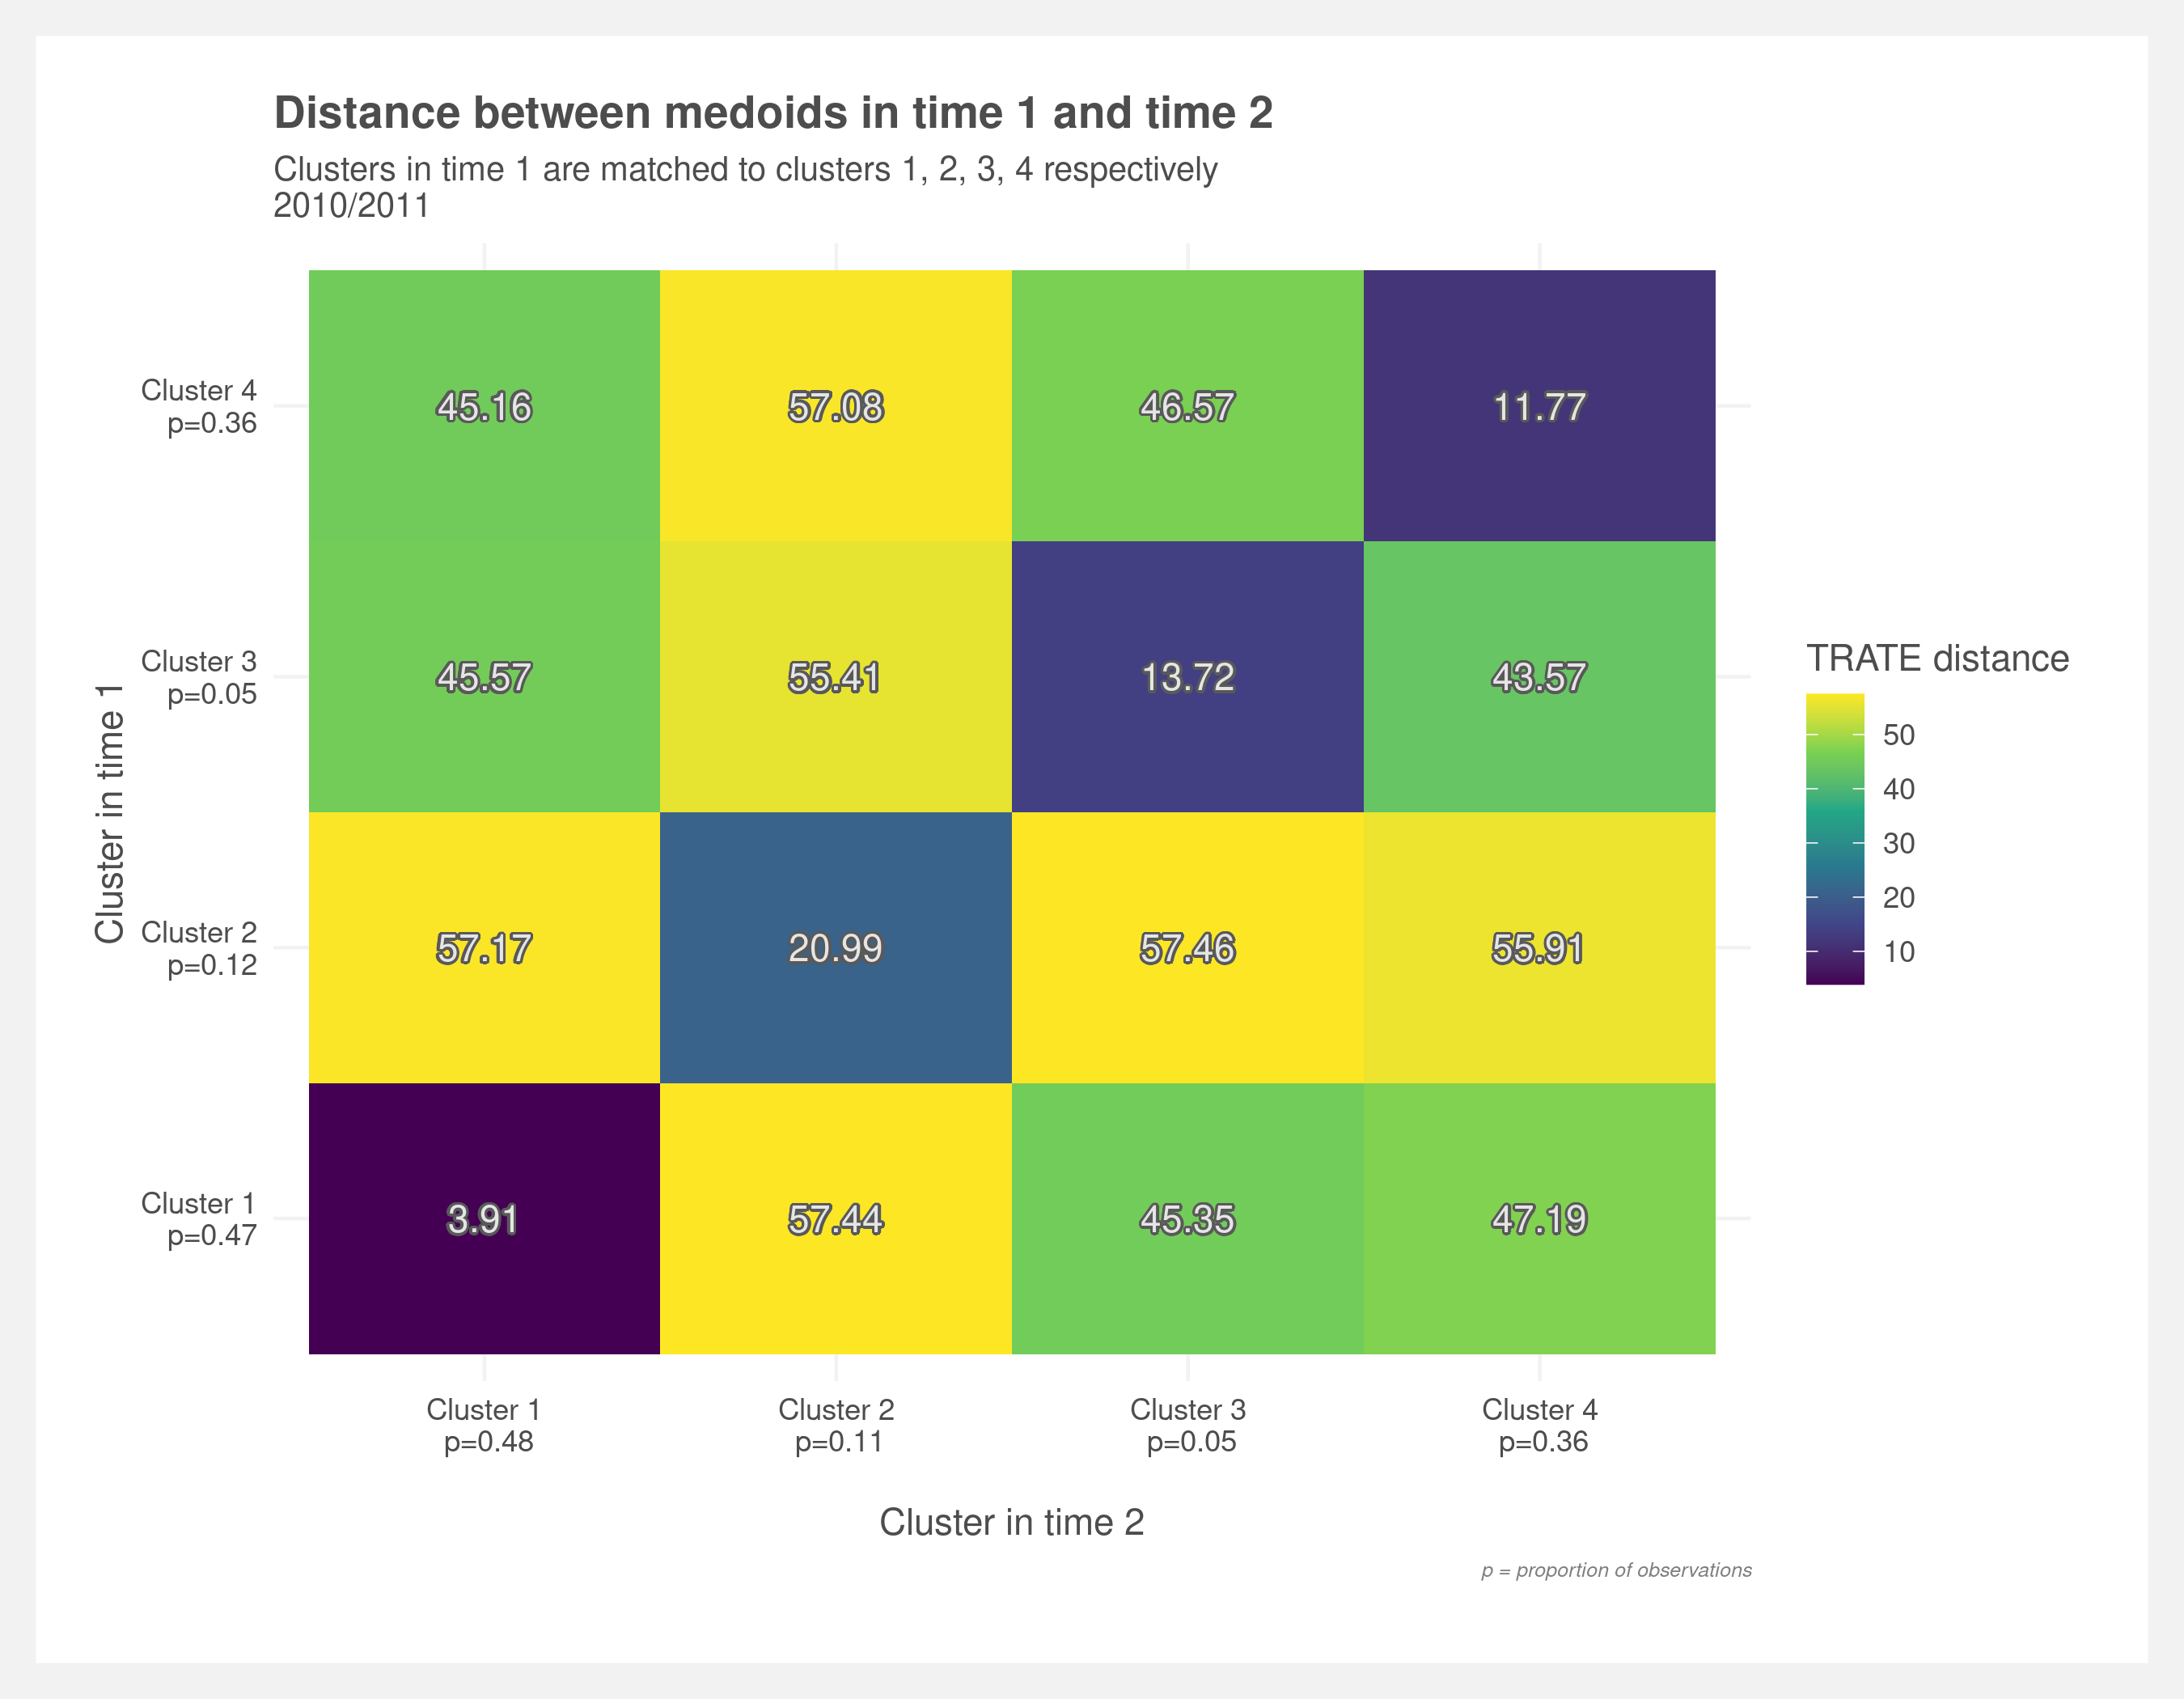 Distance between medoids in time 1 and time 2
Clusters in time 1 are matched to clusters 1, 2, 3, 4 respectively
2010/2011
Cluster in time 1
Cluster 4
p=0.36
45.16 57.08 46.57 11.77
Cluster 3
p=0.05
45.57 55.41 13.72 43.57
Cluster 2
p=0.12
57.17 20.99 57.46 55.91
Cluster 1
p=0.47
3.91 57.44 45.35 47.19
Cluster 1 Cluster 2 Cluster 3 Cluster 4
p=0.48 p=0.11 p=0.05 p=0.36
Cluster in time 2
TRATE distance
50
40
30
20
10
p = proportion of observations